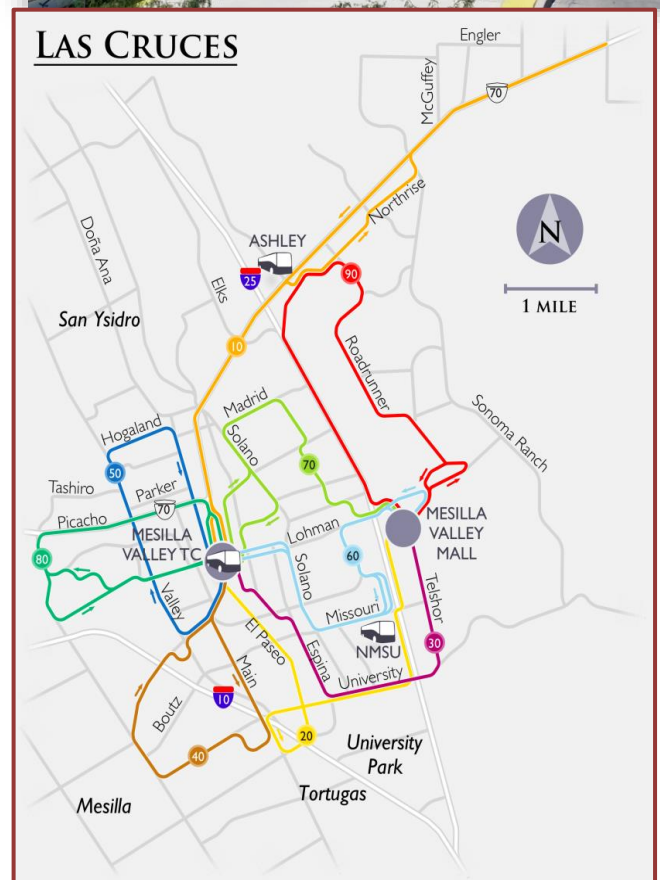 LAS CRUCES
Engler
McGuffey
70
Northrise
Doña Ana
ASHLEY
25
Elks
90
N
1 MILE
San Ysidro
10
Roadrunner
Sonoma Ranch
Madrid
Solano
Hogaland
50
70
Tashiro
Parker
70
Picacho
MESILLA
VALLEY TC
Lohman
MESILLA
VALLEY
MALL
80
60
Solano
Valley
Missouri
Telshor
El Paseo
NMSU
Espina
30
Main
University
10
Boutz
20
40
University
Park
Mesilla
Tortugas